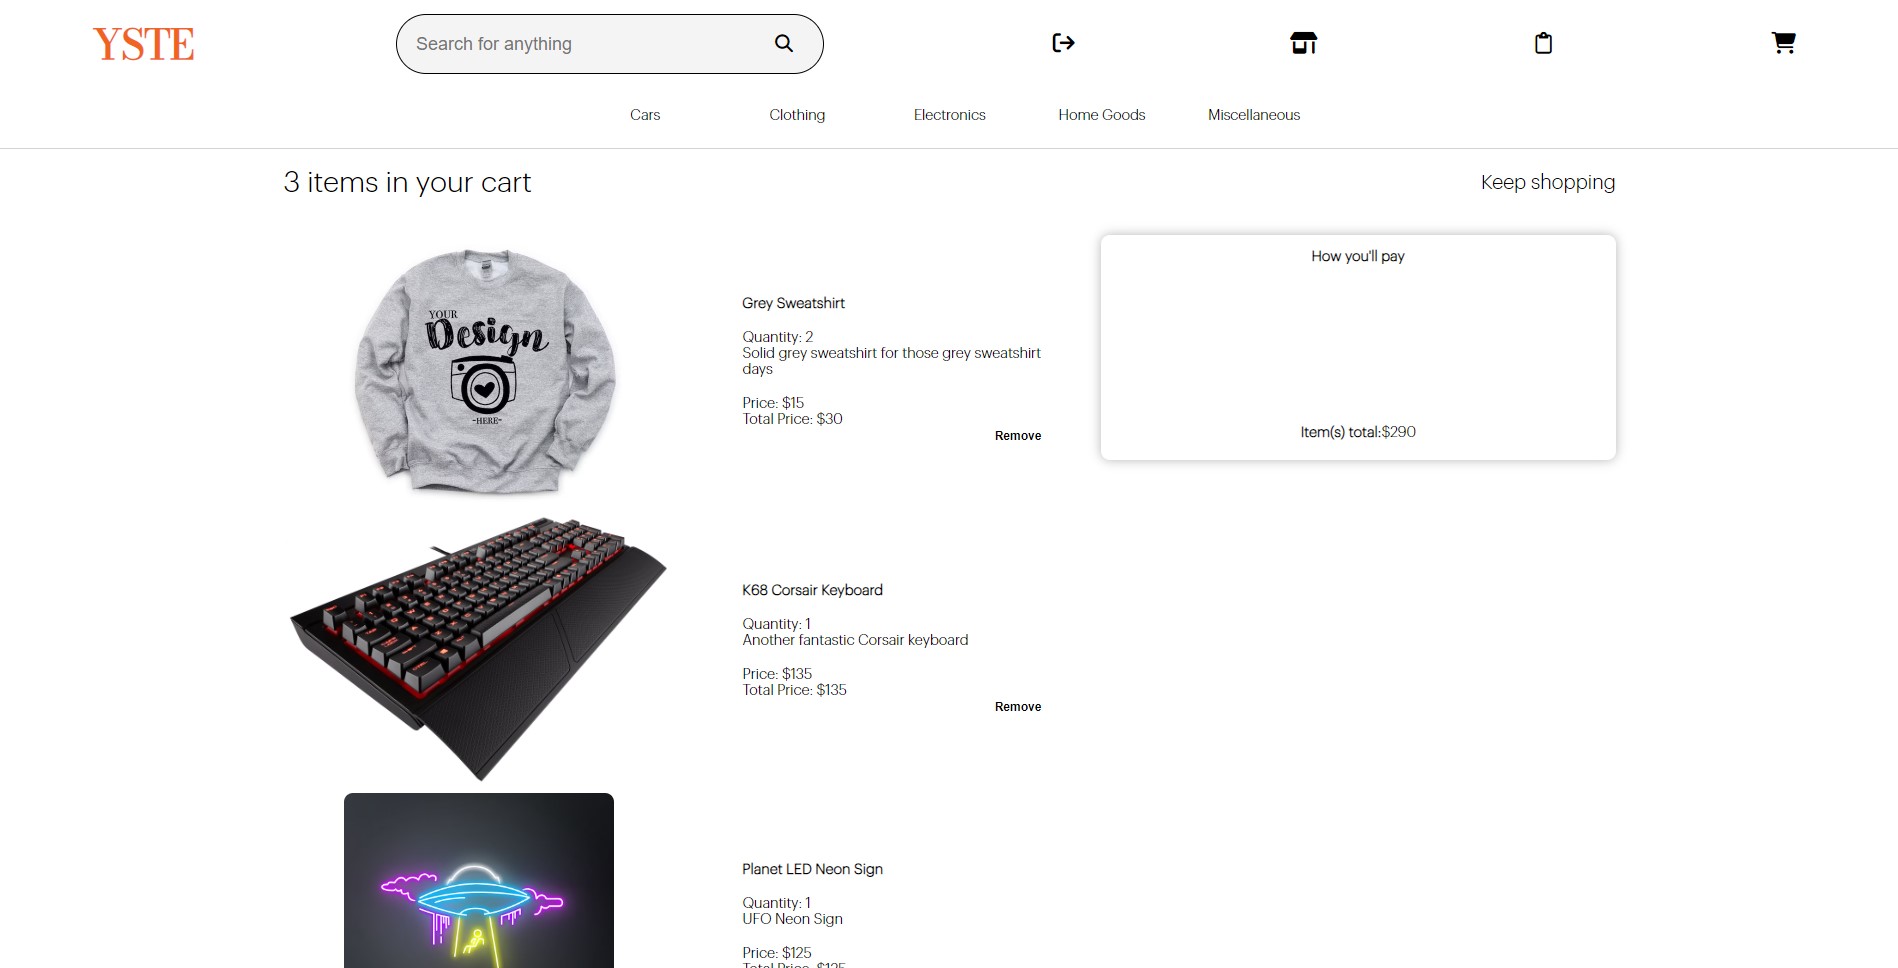 YSTE
Search for anything
Cars
Clothing
Electronics
Home Goods
Miscellaneous
3 items in your cart
Keep shopping
YOUR
Design
-HERE-
Grey Sweatshirt
Quantity: 2
Solid grey sweatshirt for those grey sweatshirt
days
Price: $15
Total Price: $30
Remove
How you'll pay
Item(s) total:$290
K68 Corsair Keyboard
Quantity: 1
Another fantastic Corsair keyboard
Price: $135
Total Price: $135
Remove
Planet LED Neon Sign
Quantity: 1
UFO Neon Sign
Price: $125
Total Price: $125